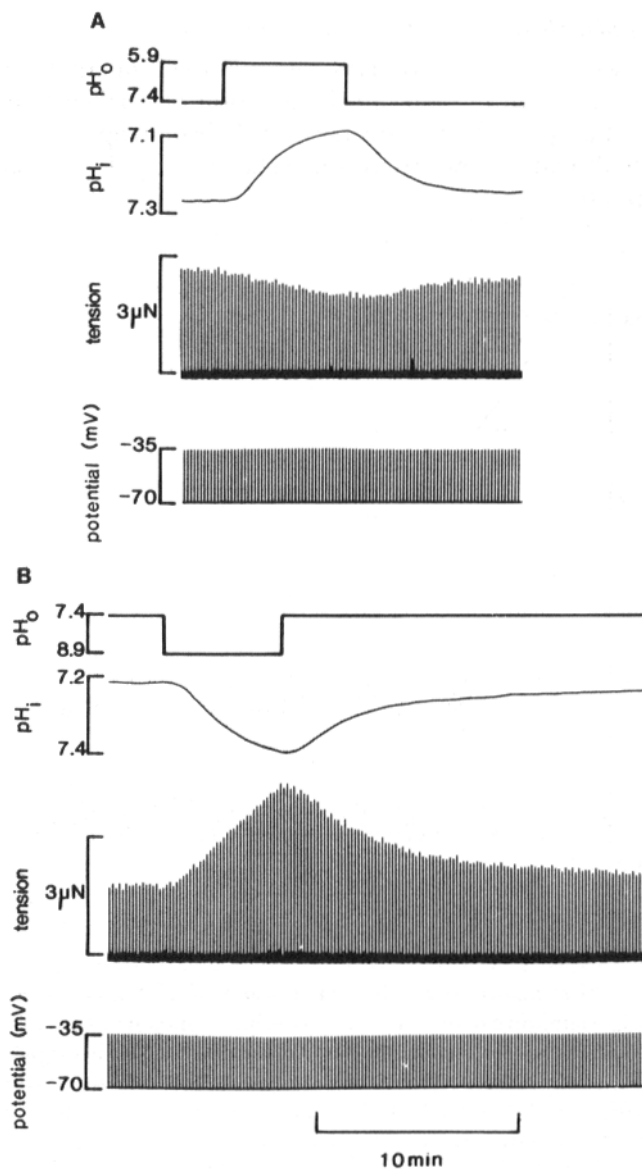 A
pHo
5.9
7.4
pHi
7.1
7.3
tension
3μN
potential (mV)
-35
-70
B
pHo
7.4
8.9
pHi
7.2
7.4
tension
3μN
potential (mV)
-35
-70
10 min